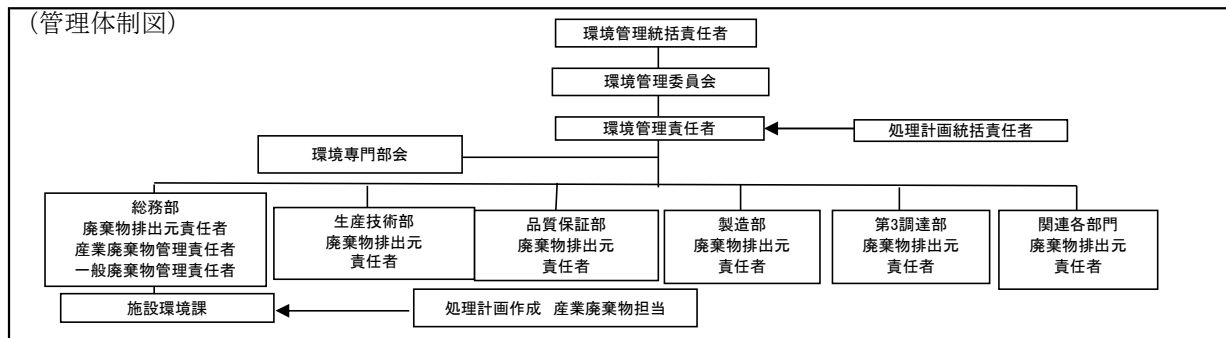 (管理体制図)
環境管理統括責任者
環境管理委員会
環境管理責任者
処理計画統括責任者
環境専門部会
総務部
廃棄物排出元責任者
産業廃棄物管理責任者
一般廃棄物管理責任者
生産技術部
廃棄物排出元
責任者
品質保証部
廃棄物排出元
責任者
製造部
廃棄物排出元
責任者
第3調達部
廃棄物排出元
責任者
関連各部門
廃棄物排出元
責任者
施設環境課
処理計画作成 産業廃棄物担当